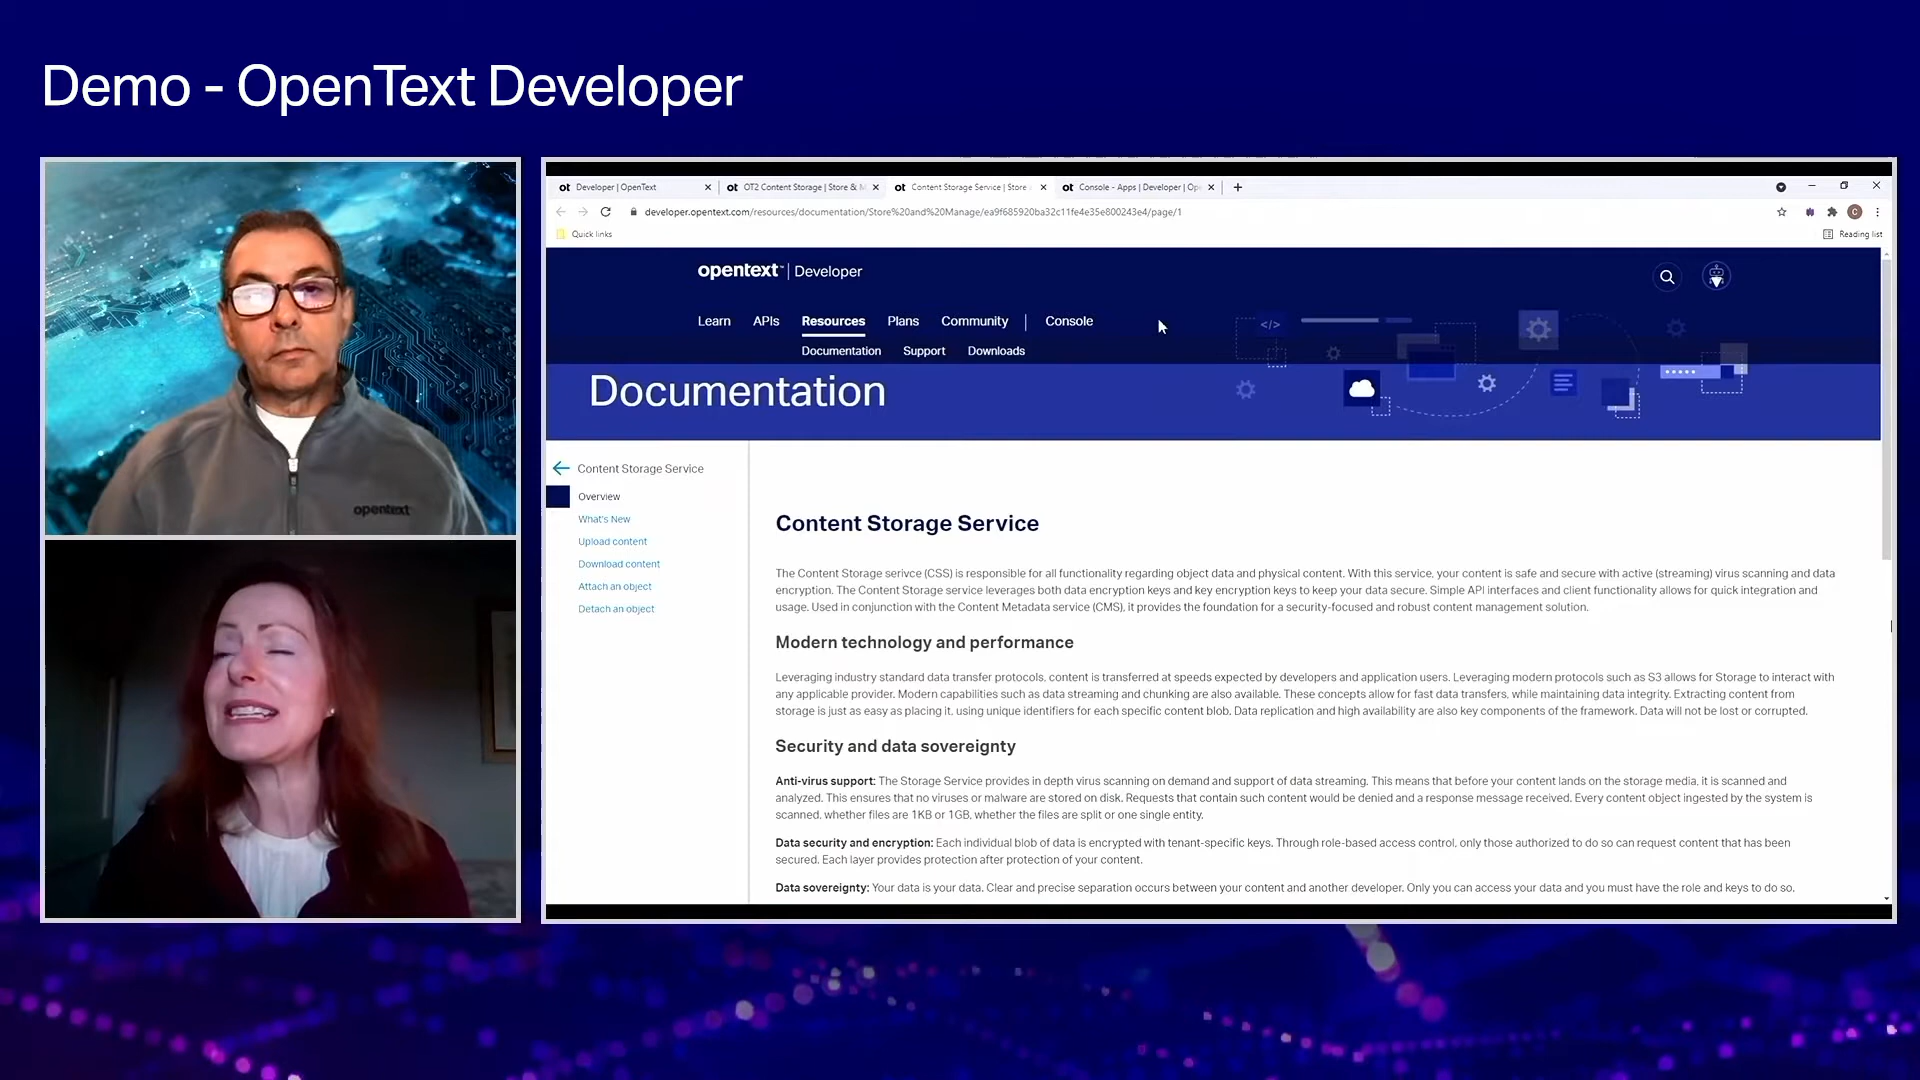 Demo - OpenText Developer
opentext
ot Developer | OpenText
ot OT2 Content Storage | Store & M
ot Content Storage Service | Store
ot Console - Apps | Developer | Op
developer.opentext.com/resources/documentation/Store%20and%20Manage/ea9f685920ba32c11fe4e35e800243e4/page/1
C
Quick links
Reading list
opentext™ | Developer
Learn APIs Resources Plans Community | Console
Documentation Support Downloads
</>
Documentation
Content Storage Service
Overview
What's New
Upload content
Download content
Attach an object
Detach an object
Content Storage Service
The Content Storage serivce (CSS) is responsible for all functionality regarding object data and physical content. With this service, your content is safe and secure with active (streaming) virus scanning and data
encryption. The Content Storage service leverages both data encryption keys and key encryption keys to keep your data secure. Simple API interfaces and client functionality allows for quick integration and
usage. Used in conjunction with the Content Metadata service (CMS), it provides the foundation for a security-focused and robust content management solution.
Modern technology and performance
Leveraging industry standard data transfer protocols, content is transferred at speeds expected by developers and application users. Leveraging modern protocols such as S3 allows for Storage to interact with
any applicable provider. Modern capabilities such as data streaming and chunking are also available. These concepts allow for fast data transfers, while maintaining data integrity. Extracting content from
storage is just as easy as placing it, using unique identifiers for each specific content blob. Data replication and high availability are also key components of the framework. Data will not be lost or corrupted.
Security and data sovereignty
Anti-virus support: The Storage Service provides in depth virus scanning on demand and support of data streaming. This means that before your content lands on the storage media, it is scanned and
analyzed. This ensures that no viruses or malware are stored on disk. Requests that contain such content would be denied and a response message received. Every content object ingested by the system is
scanned, whether files are 1KB or 1GB, whether the files are split or one single entity.
Data security and encryption: Each individual blob of data is encrypted with tenant-specific keys. Through role-based access control, only those authorized to do so can request content that has been
secured. Each layer provides protection after protection of your content.
Data sovereignty: Your data is your data. Clear and precise separation occurs between your content and another developer. Only you can access your data and you must have the role and keys to do so.